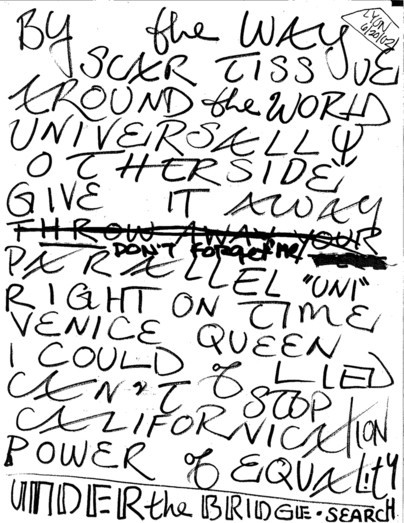 BY the WAY
LYON
6/20/02
SCAR TISSUE
AROUND the WORLD
UNIVERSALLY
OTHERSIDE
GIVE IT AWAY
THROW AWAY YOUR
DON'T FORGET ME
PARALLEL "UNI"
RIGHT ON TIME
VENICE QUEEN
I COULD of LIED
CAN'T STOP
CALIFORNICATION
POWER of EQUALitY
UNDER the BRIDGE • SEARCH